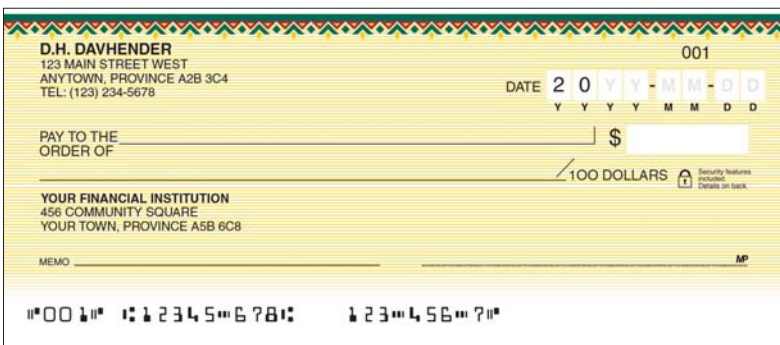 D.H. DAVHENDER
001
123 MAIN STREET WEST
ANYTOWN, PROVINCE A2B 3C4
TEL: (123) 234-5678
DATE 2 0 Y Y - M M - D D
Y Y Y Y M M D D
PAY TO THE
ORDER OF $
/100 DOLLARS
Security features
included.
Details on back.
YOUR FINANCIAL INSTITUTION
456 COMMUNITY SQUARE
YOUR TOWN, PROVINCE A5B 6C8
MEMO MP
⑈001⑈ ⑆12345⑉678⑆ 123⑉456⑉7⑈